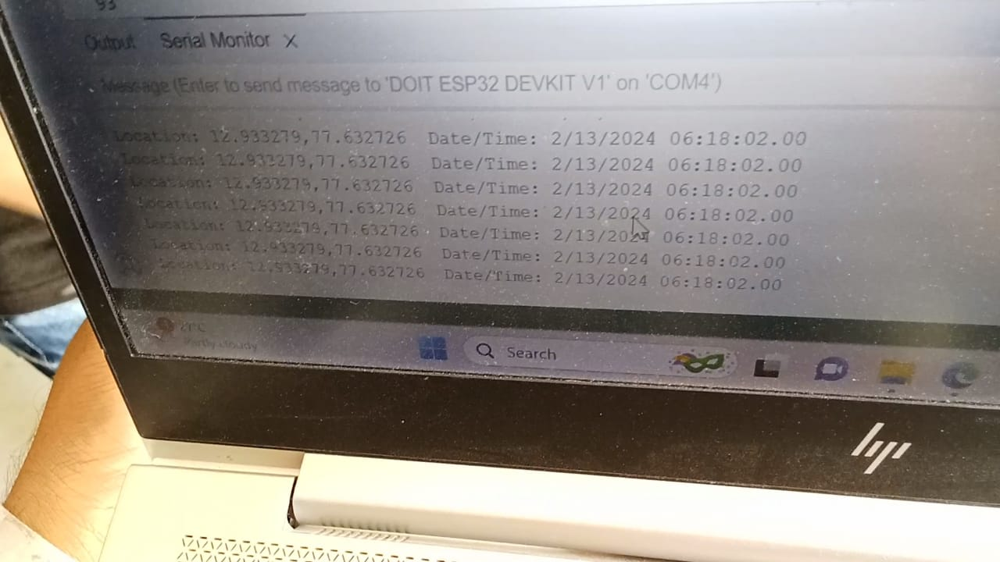 93
Output Serial Monitor X
Message (Enter to send message to 'DOIT ESP32 DEVKIT V1' on 'COM4')
Location: 12.933279,77.632726 Date/Time: 2/13/2024 06:18:02.00
Location: 12.933279,77.632726 Date/Time: 2/13/2024 06:18:02.00
Location: 12.933279,77.632726 Date/Time: 2/13/2024 06:18:02.00
Location: 12.933279,77.632726 Date/Time: 2/13/2024 06:18:02.00
Location: 12.933279,77.632726 Date/Time: 2/13/2024 06:18:02.00
Location: 12.933279,77.632726 Date/Time: 2/13/2024 06:18:02.00
Location: 12.933279,77.632726 Date/Time: 2/13/2024 06:18:02.00
Partly cloudy
Search
hp